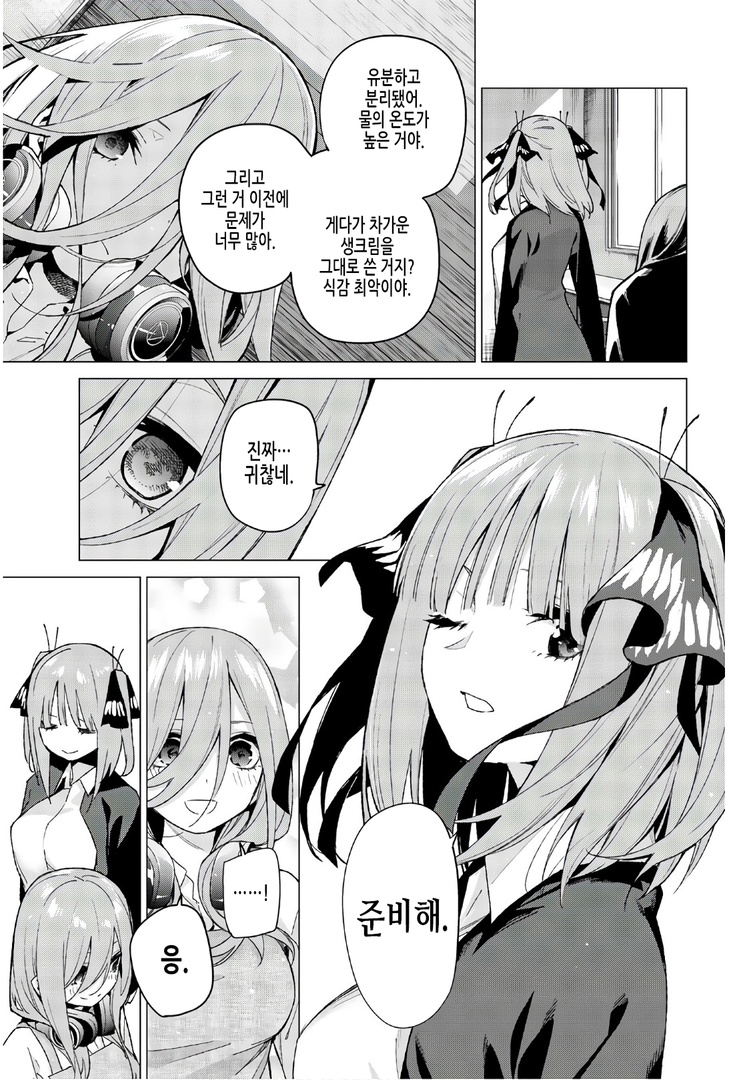 유분하고
분리됐어.
물의 온도가
높은 거야.
게다가 차가운
생크림을
그대로 쓴 거지?
식감 최악이야.
그리고
그런 거 이전에
문제가
너무 많아.
진짜…
귀찮네.
준비해.
……!
응.